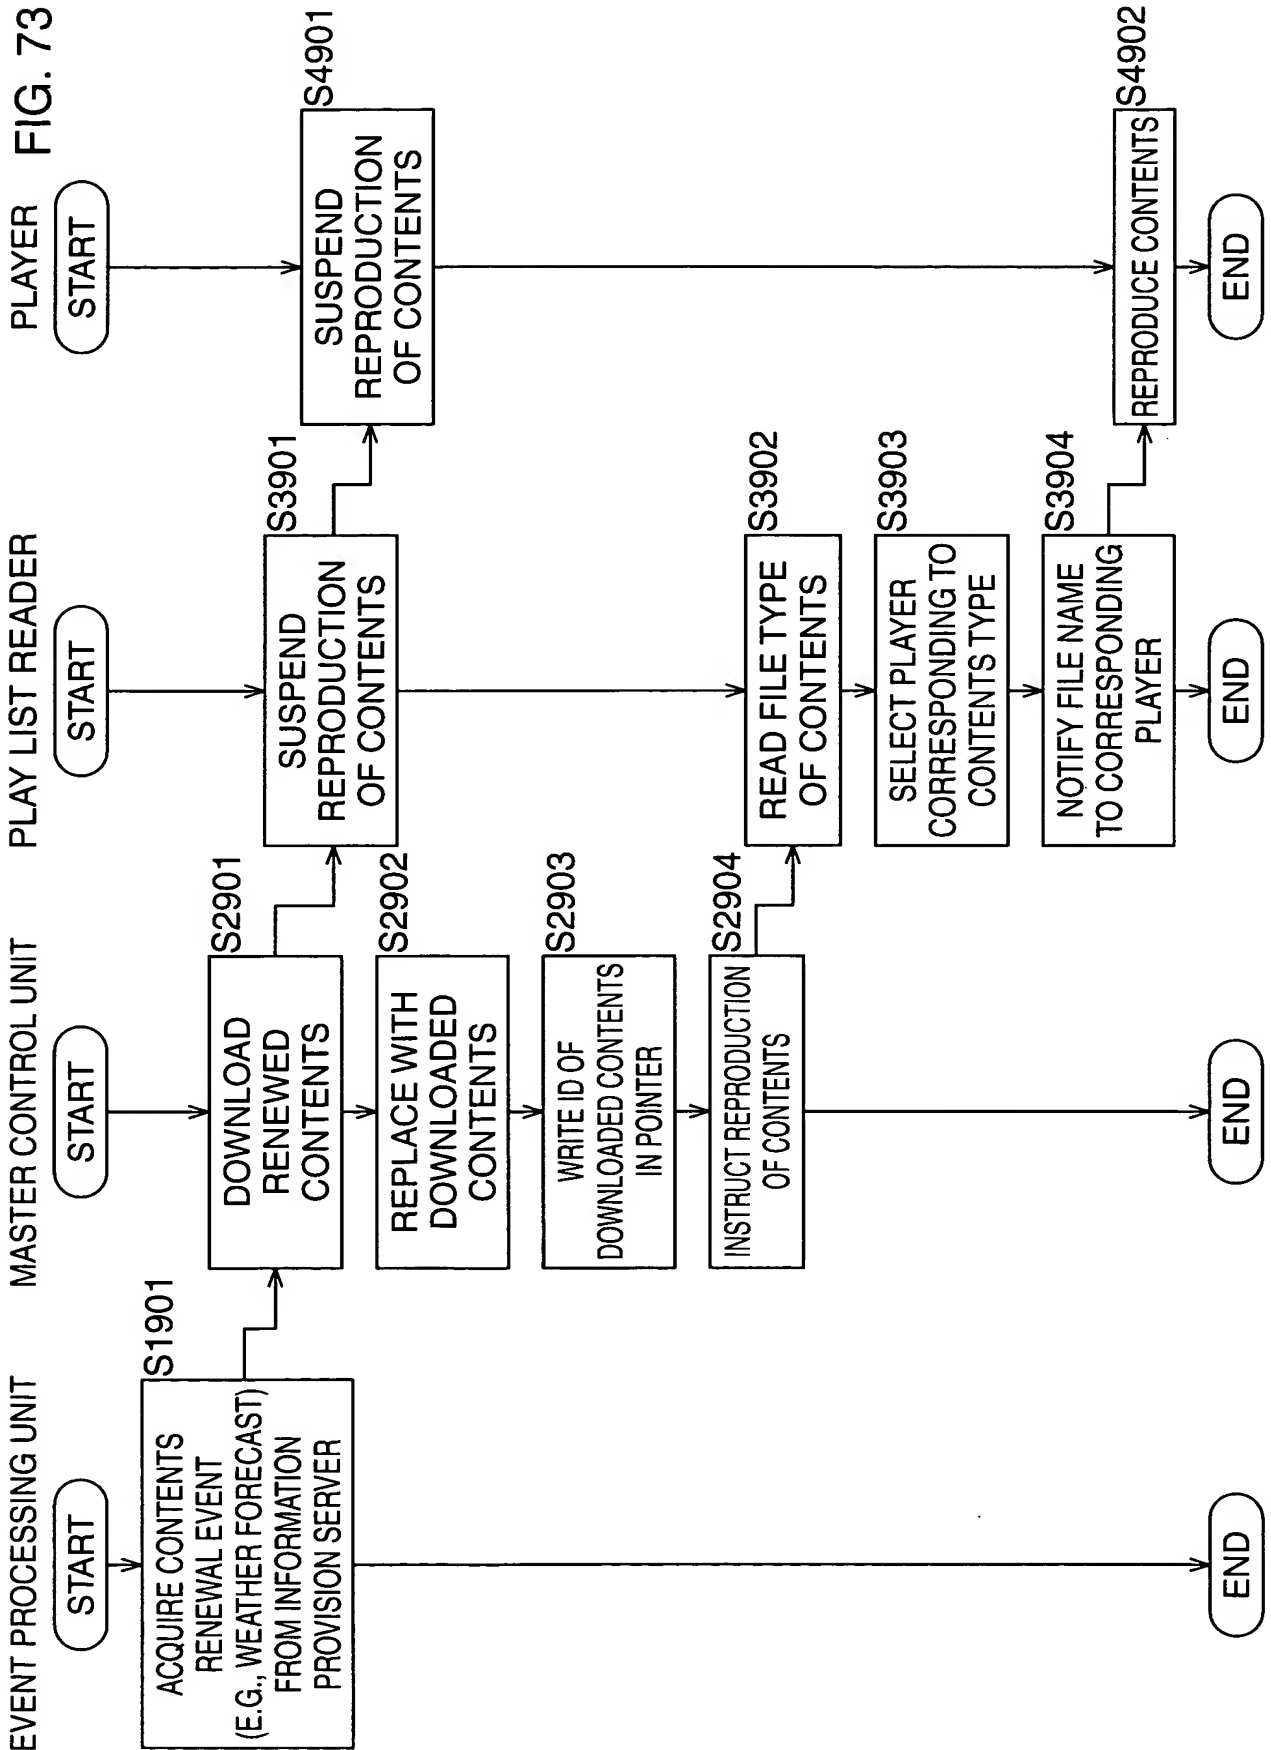 FIG. 73
EVENT PROCESSING UNIT
START
S1901
ACQUIRE CONTENTS
RENEWAL EVENT
(E.G., WEATHER FORECAST)
FROM INFORMATION
PROVISION SERVER
END
MASTER CONTROL UNIT
START
S2901
DOWNLOAD
RENEWED
CONTENTS
S2902
REPLACE WITH
DOWNLOADED
CONTENTS
S2903
WRITE ID OF
DOWNLOADED CONTENTS
IN POINTER
S2904
INSTRUCT REPRODUCTION
OF CONTENTS
END
PLAY LIST READER
START
S3901
SUSPEND
REPRODUCTION
OF CONTENTS
S3902
READ FILE TYPE
OF CONTENTS
S3903
SELECT PLAYER
CORRESPONDING TO
CONTENTS TYPE
S3904
NOTIFY FILE NAME
TO CORRESPONDING
PLAYER
END
PLAYER
START
S4901
SUSPEND
REPRODUCTION
OF CONTENTS
S4902
REPRODUCE CONTENTS
END